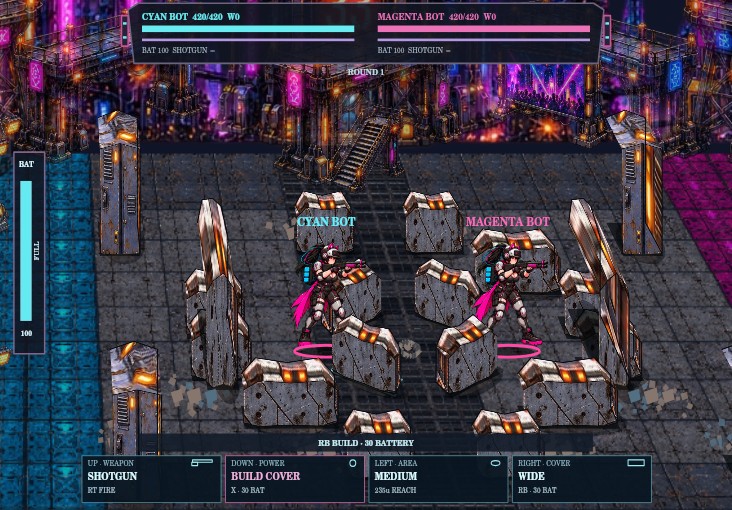 CYAN BOT 420/420 W0
MAGENTA BOT 420/420 W0
BAT 100 SHOTGUN ∞
BAT 100 SHOTGUN ∞
ROUND 1
BAT
FULL
100
CYAN BOT
MAGENTA BOT
RB BUILD · 30 BATTERY
UP · WEAPON
SHOTGUN
RT FIRE
DOWN · POWER
BUILD COVER
X · 30 BAT
LEFT · AREA
MEDIUM
235u REACH
RIGHT · COVER
WIDE
RB · 30 BAT